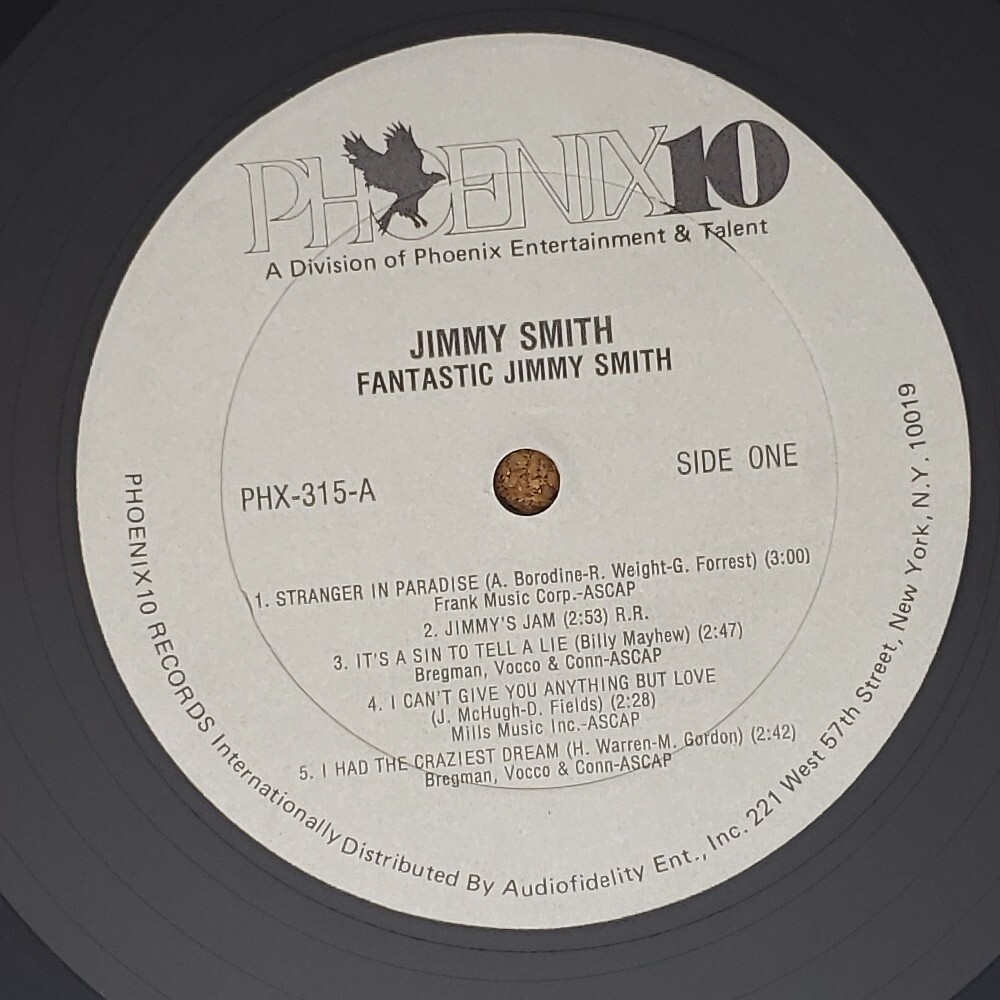 PHOENIX10
A Division of Phoenix Entertainment & Talent
JIMMY SMITH
FANTASTIC JIMMY SMITH
PHX-315-A
SIDE ONE
1. STRANGER IN PARADISE (A. Borodine-R. Weight-G. Forrest) (3:00)
Frank Music Corp.-ASCAP
2. JIMMY'S JAM (2:53) R.R.
3. IT'S A SIN TO TELL A LIE (Billy Mayhew) (2:47)
Bregman, Vocco & Conn-ASCAP
4. I CAN'T GIVE YOU ANYTHING BUT LOVE
(J. McHugh-D. Fields) (2:28)
Mills Music Inc.-ASCAP
5. I HAD THE CRAZIEST DREAM (H. Warren-M. Gordon) (2:42)
Bregman, Vocco & Conn-ASCAP
PHOENIX10 RECORDS Internationally Distributed By Audiofidelity Ent., Inc. 221 West 57th Street, New York, N.Y. 10019